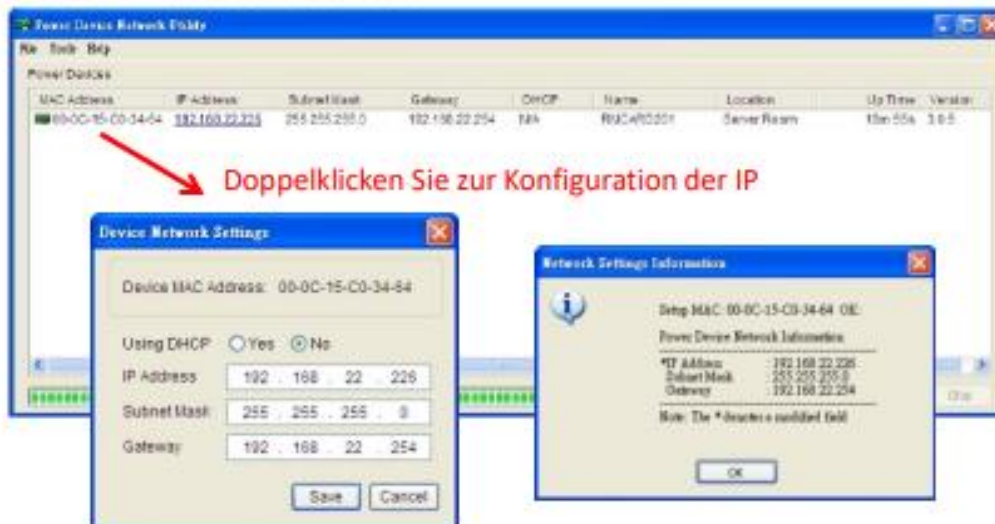 Power Device Network Utility
File Tools Help
Power Devices
MAC Address IP Address Subnet Mask Gateway DHCP Name Location Up Time Version
00-0C-15-C0-34-64 192.168.22.225 255.255.255.0 192.168.22.254 N/A RMCARD201 Server Room
Doppelklicken Sie zur Konfiguration der IP
Device Network Settings
Device MAC Address: 00-0C-15-C0-34-64
Using DHCP Yes No
IP Address 192 . 168 . 22 . 226
Subnet Mask 255 . 255 . 255 . 0
Gateway 192 . 168 . 22 . 254
Save Cancel
Network Settings Information
Setup MAC: 00-0C-15-C0-34-64 OK:
Power Device Network Information
*IP Address : 192.168.22.226
Subnet Mask : 255.255.255.0
Gateway : 192.168.22.254
Note: The * denotes a modified field
OK